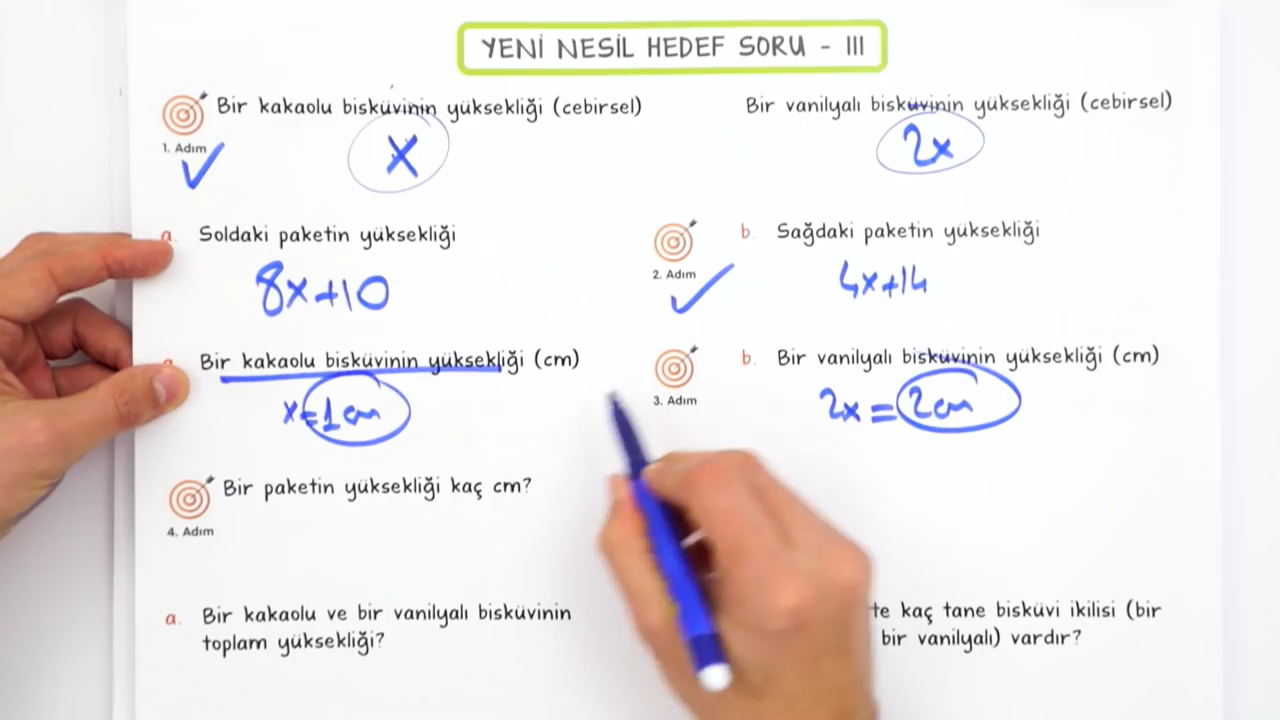 YENİ NESİL HEDEF SORU - III
Bir kakaolu bisküvinin yüksekliği (cebirsel)
1. Adım
x
Bir vanilyalı bisküvinin yüksekliği (cebirsel)
2x
a. Soldaki paketin yüksekliği
8x+10
2. Adım
b. Sağdaki paketin yüksekliği
4x+14
Bir kakaolu bisküvinin yüksekliği (cm)
x=1cm
3. Adım
b. Bir vanilyalı bisküvinin yüksekliği (cm)
2x=2cm
Bir paketin yüksekliği kaç cm?
4. Adım
a. Bir kakaolu ve bir vanilyalı bisküvinin
toplam yüksekliği?
kaç tane bisküvi ikilisi (bir
bir vanilyalı) vardır?